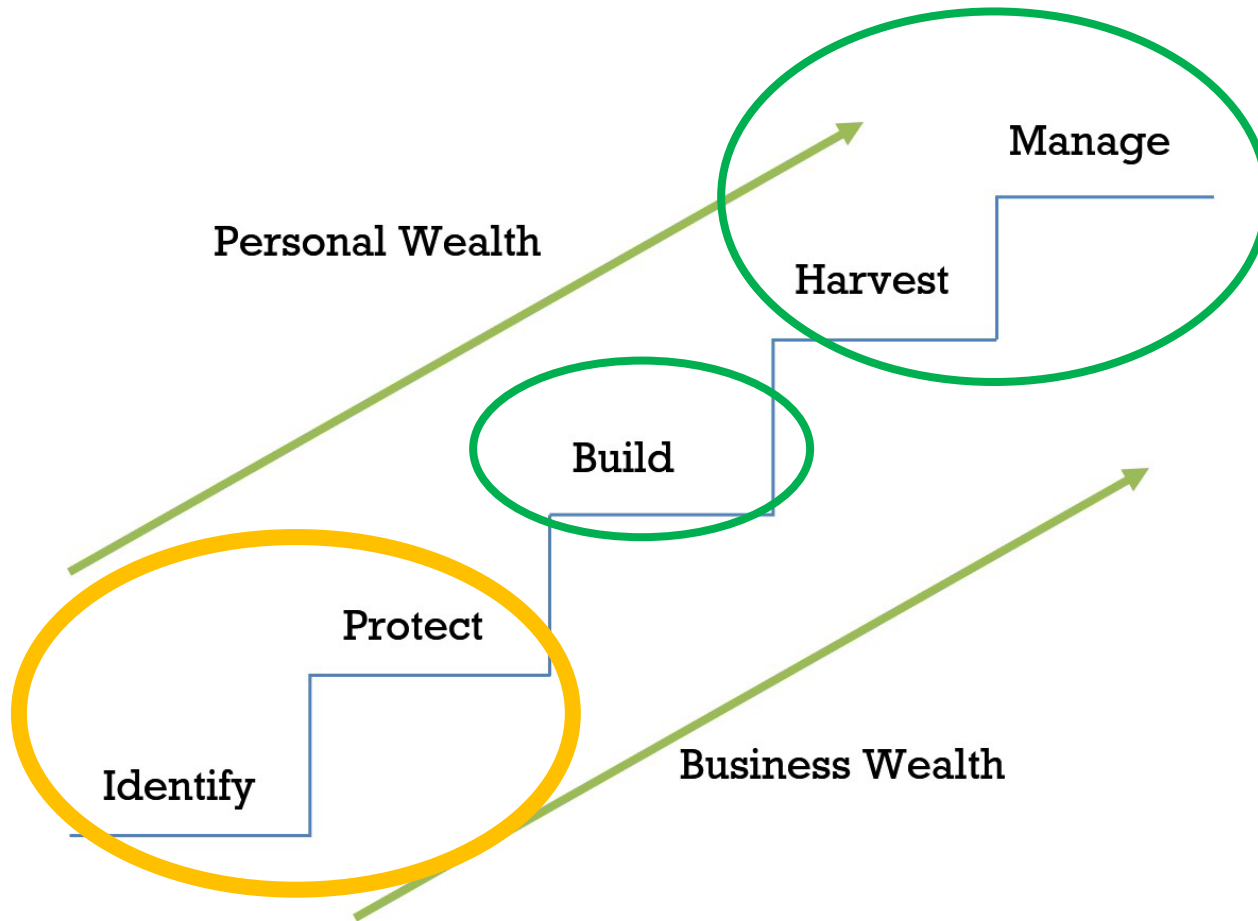 Manage
Personal Wealth
Harvest
Build
Protect
Business Wealth
Identify